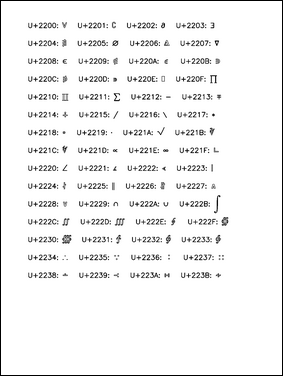 U+2200: ∀ U+2201: ∁ U+2202: ∂ U+2203: ∃
U+2204: ∄ U+2205: ∅ U+2206: ∆ U+2207: ∇
U+2208: ∈ U+2209: ∉ U+220A: ∊ U+220B: ∋
U+220C: ∌ U+220D: ∍ U+220E: ∎ U+220F: ∏
U+2210: ∐ U+2211: ∑ U+2212: − U+2213: ∓
U+2214: ∔ U+2215: ∕ U+2216: ∖ U+2217: ∗
U+2218: ∘ U+2219: ∙ U+221A: √ U+221B: ∛
U+221C: ∜ U+221D: ∝ U+221E: ∞ U+221F: ∟
U+2220: ∠ U+2221: ∡ U+2222: ∢ U+2223: ∣
U+2224: ∤ U+2225: ∥ U+2226: ∦ U+2227: ∧
U+2228: ∨ U+2229: ∩ U+222A: ∪ U+222B: ∫
U+222C: ∬ U+222D: ∭ U+222E: ∮ U+222F: ∯
U+2230: ∰ U+2231: ∱ U+2232: ∲ U+2233: ∳
U+2234: ∴ U+2235: ∵ U+2236: ∶ U+2237: ∷
U+2238: ∸ U+2239: ∹ U+223A: ∺ U+223B: ∻